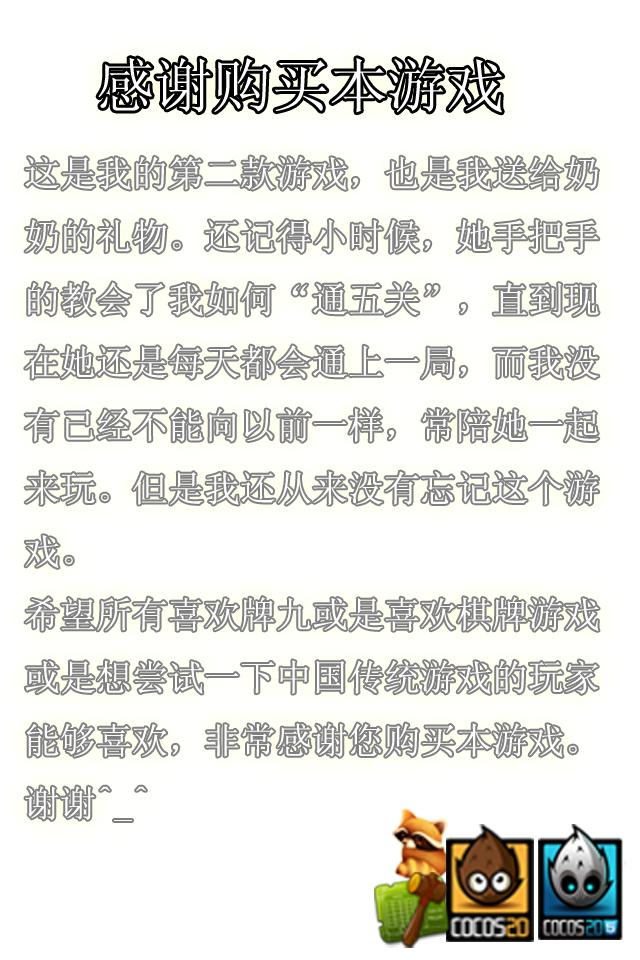 感谢购买本游戏
这是我的第二款游戏，也是我送给奶
奶的礼物。还记得小时候，她手把手
的教会了我如何“通五关”，直到现
在她还是每天都会通上一局，而我没
有已经不能向以前一样，常陪她一起
来玩。但是我还从来没有忘记这个游
戏。
希望所有喜欢牌九或是喜欢棋牌游戏
或是想尝试一下中国传统游戏的玩家
能够喜欢，非常感谢您购买本游戏。
谢谢^_^
COCOS2D COCOS2D 5